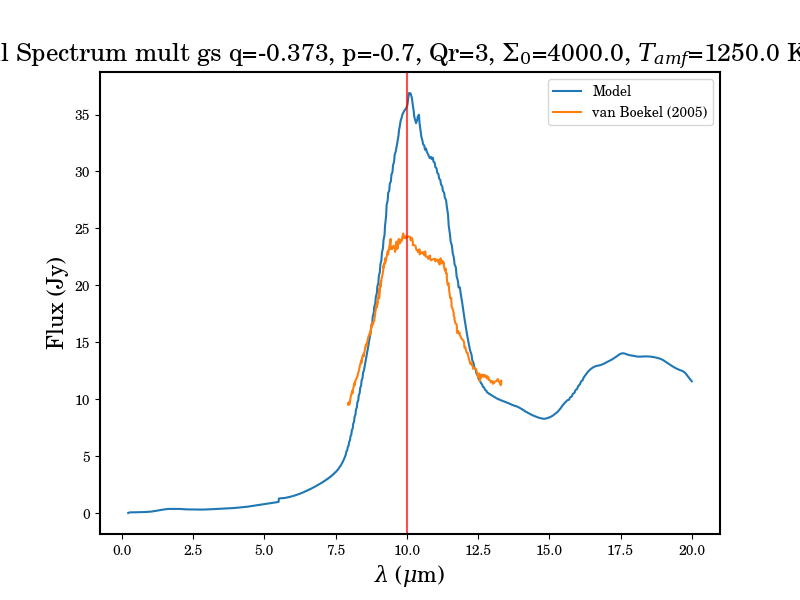 l Spectrum mult gs q=-0.373, p=-0.7, Qr=3, Σ₀=4000.0, T_amf=1250.0 K
Model
van Boekel (2005)
35
30
25
20
15
10
5
0
Flux (Jy)
0.0 2.5 5.0 7.5 10.0 12.5 15.0 17.5 20.0
λ (μm)